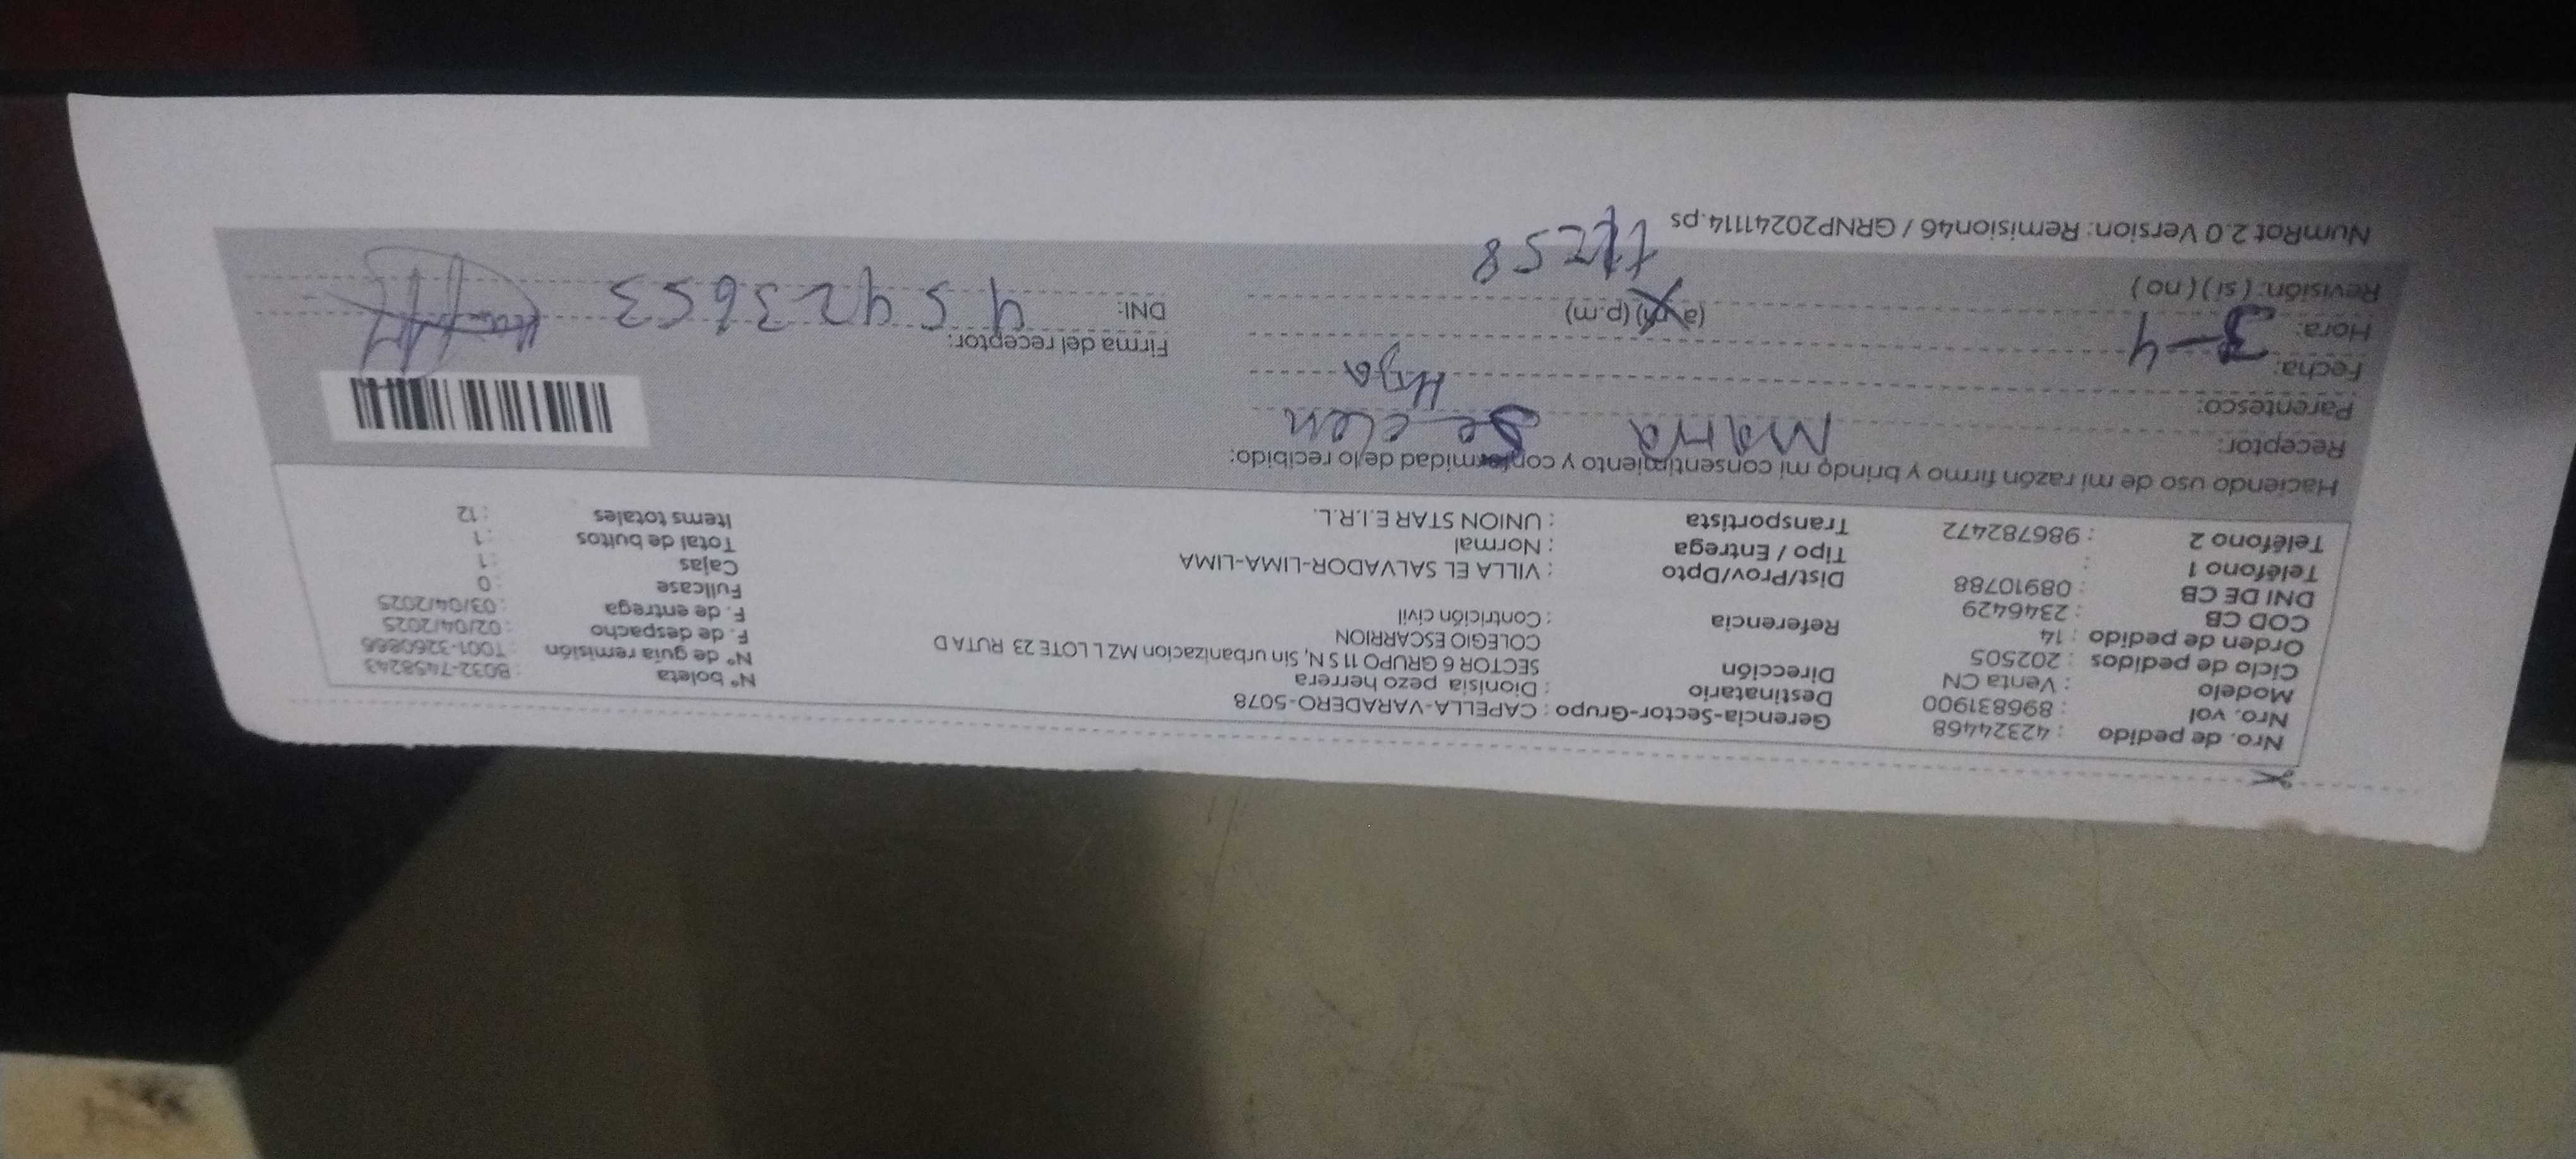 Nro. de pedido : 42324468 Gerencia-Sector-Grupo : CAPELLA-VARADERO-5078 N° boleta : B032-7458243
Nro. vol : 896831900 Destinatario : Dionisia pezo herrera N° de guía remisión : T001-3260866
Modelo : Venta CN Dirección SECTOR 6 GRUPO 11 S N, Sin urbanizacion MZ L LOTE 23 RUTA D F. de despacho : 02/04/2025
Ciclo de pedidos : 202505 COLEGIO ESCARRION F. de entrega : 03/04/2025
Orden de pedido : 14 Referencia : Contrición civil Fullcase : 0
COD CB : 2346429 Dist/Prov/Dpto : VILLA EL SALVADOR-LIMA-LIMA Cajas : 1
DNI DE CB : 08910788 Tipo / Entrega : Normal Total de bultos : 1
Teléfono 1 : Transportista : UNION STAR E.I.R.L. Items totales : 12
Teléfono 2 : 986782472
Haciendo uso de mi razón firmo y brindo mi consentimiento y conformidad de lo recibido:
Receptor: Maria
Parentesco: Hija
Fecha: 3-4 Firma del receptor:
Hora: (a.m) (p.m) DNI: 45423653
Revisión: ( si ) ( no )
NumRot 2.0 Version: Remision46 / GRNP20241114.ps